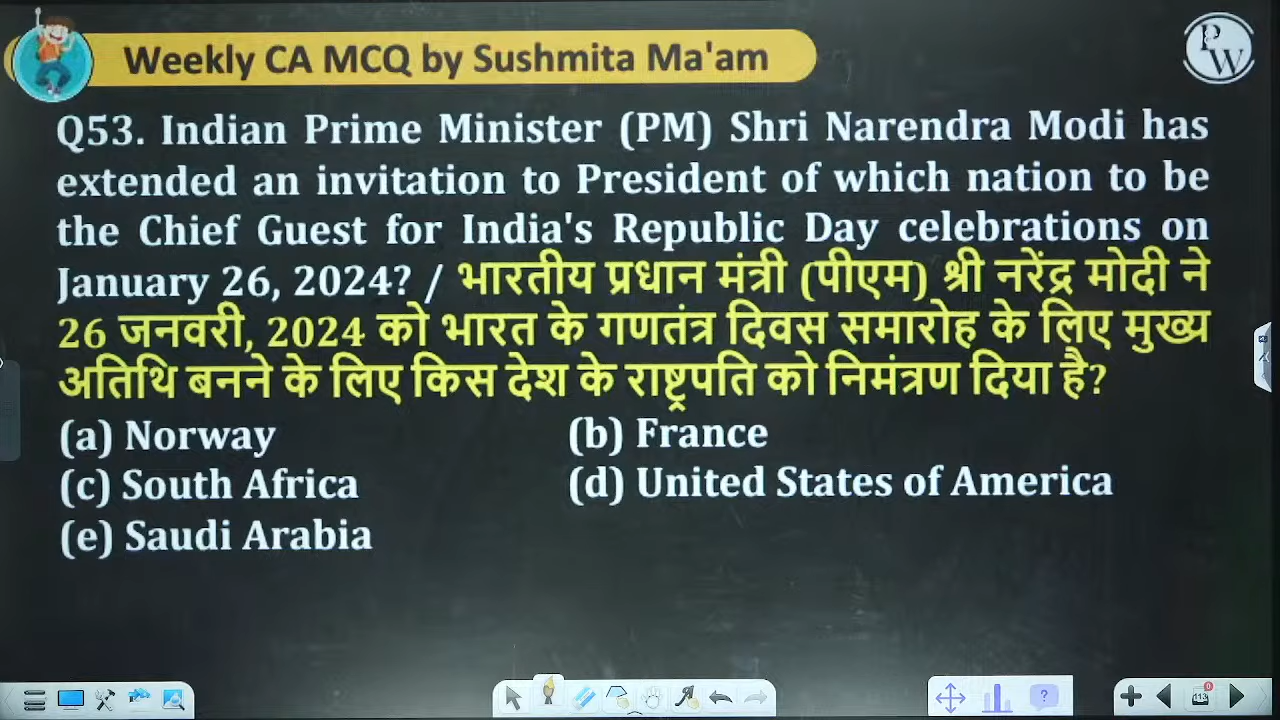 Weekly CA MCQ by Sushmita Ma'am
PW
Q53. Indian Prime Minister (PM) Shri Narendra Modi has
extended an invitation to President of which nation to be
the Chief Guest for India's Republic Day celebrations on
January 26, 2024? / भारतीय प्रधान मंत्री (पीएम) श्री नरेंद्र मोदी ने
26 जनवरी, 2024 को भारत के गणतंत्र दिवस समारोह के लिए मुख्य
अतिथि बनने के लिए किस देश के राष्ट्रपति को निमंत्रण दिया है?
(a) Norway (b) France
(c) South Africa (d) United States of America
(e) Saudi Arabia